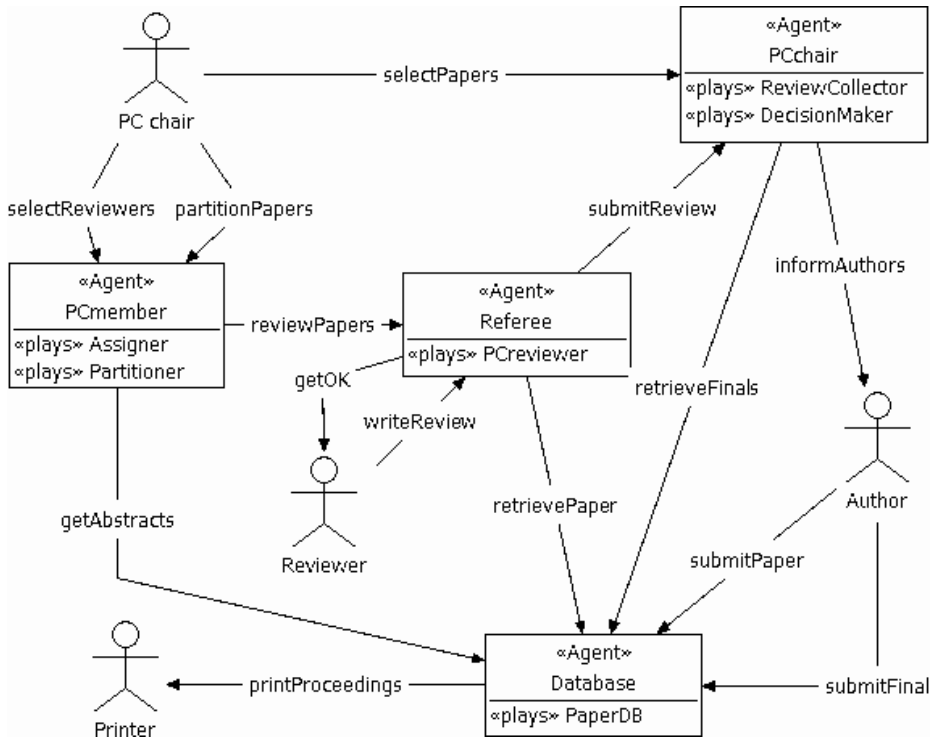 «Agent»
PCchair
«plays» ReviewCollector
«plays» DecisionMaker
selectPapers
PC chair
selectReviewers
partitionPapers
submitReview
informAuthors
«Agent»
PCmember
«plays» Assigner
«plays» Partitioner
reviewPapers
«Agent»
Referee
«plays» PCreviewer
getOK
writeReview
retrieveFinals
Reviewer
retrievePaper
Author
getAbstracts
submitPaper
«Agent»
Database
«plays» PaperDB
printProceedings
submitFinal
Printer